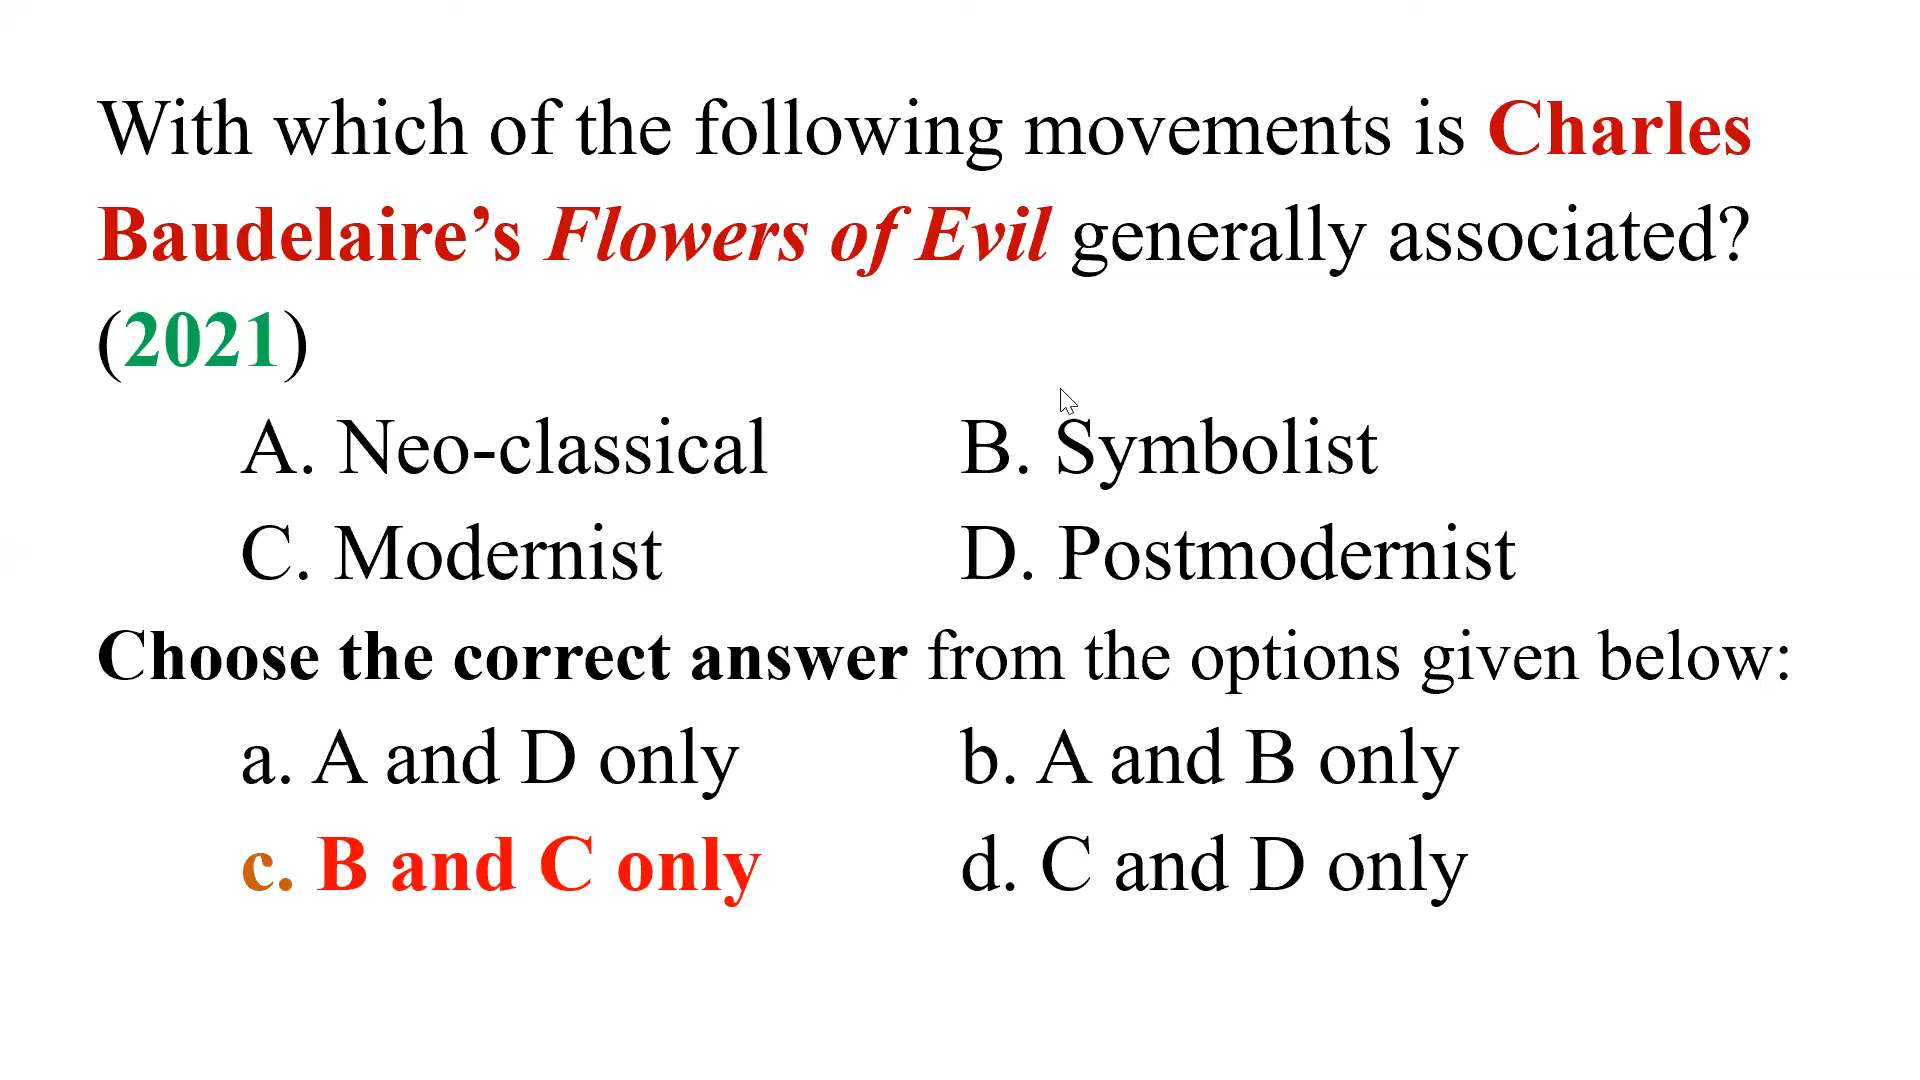 With which of the following movements is Charles
Baudelaire’s Flowers of Evil generally associated?
(2021)
A. Neo-classical B. Symbolist
C. Modernist D. Postmodernist
Choose the correct answer from the options given below:
a. A and D only b. A and B only
c. B and C only d. C and D only